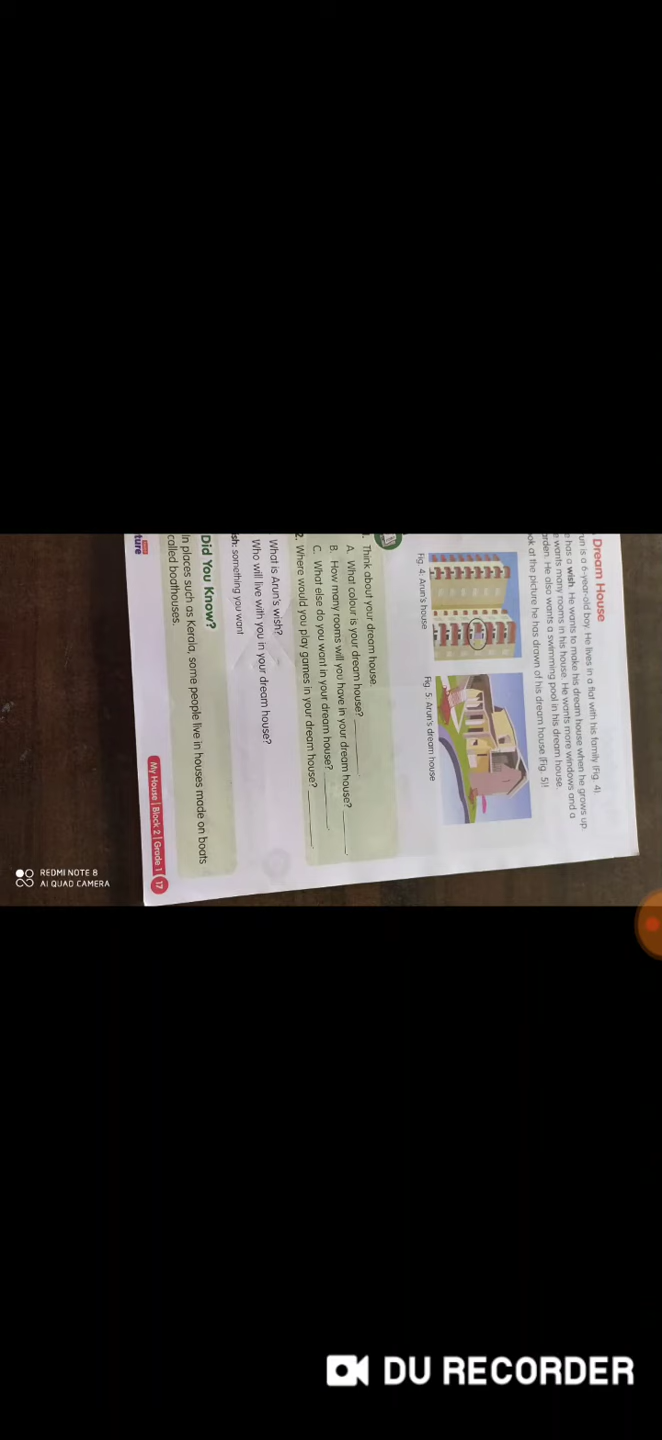 Dream House
is a 6-year-old boy. He lives in a flat with his family (Fig. 4)
has a wish. He wants to make his dream house when he grows up.
wants many rooms in his house. He wants more windows and a
He also wants a swimming pool in his dream house.
at the picture he has drawn of his dream house (Fig. 5)!
Fig. 4: Arun's house
Fig. 5: Arun's dream house
Think about your dream house.
A. What colour is your dream house?
B. How many rooms will you have in your dream house?
C. What else do you want in your dream house?
2. Where would you play games in your dream house?
What is Arun's wish?
Who will live with you in your dream house?
something you want
Did You Know?
In places such as Kerala, some people live in houses made on boats
called boathouses.
My House | Block 2 | Grade 1 17
REDMI NOTE 8
AI QUAD CAMERA
DU RECORDER